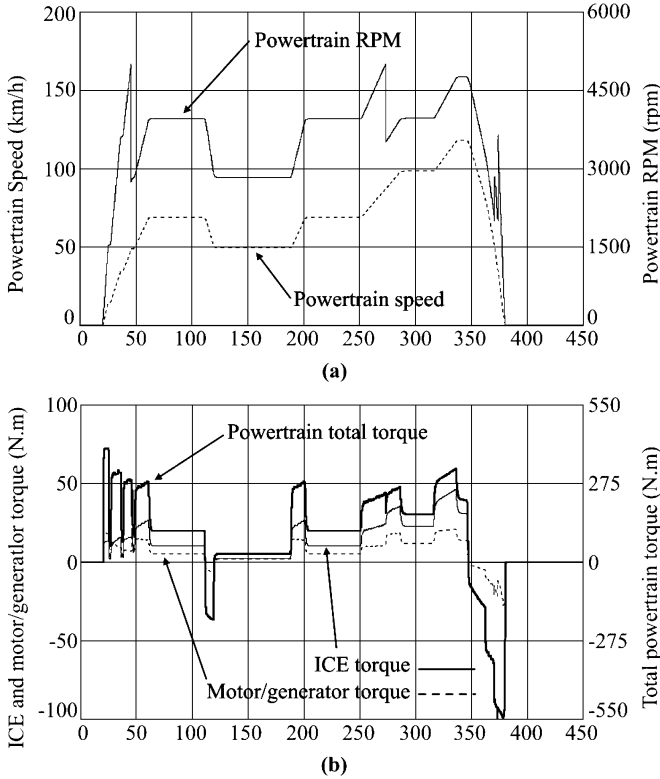 200
6000
Powertrain RPM
150
4500
100
3000
50
1500
Powertrain speed
0
0
0 50 100 150 200 250 300 350 400 450
Powertrain Speed (km/h)
Powertrain RPM (rpm)
(a)
100
550
Powertrain total torque
50
275
0
0
-50
-275
ICE torque
Motor/generator torque
-100
-550
0 50 100 150 200 250 300 350 400 450
ICE and motor/generatlor torque (N.m)
Total powertrain torque (N.m)
(b)